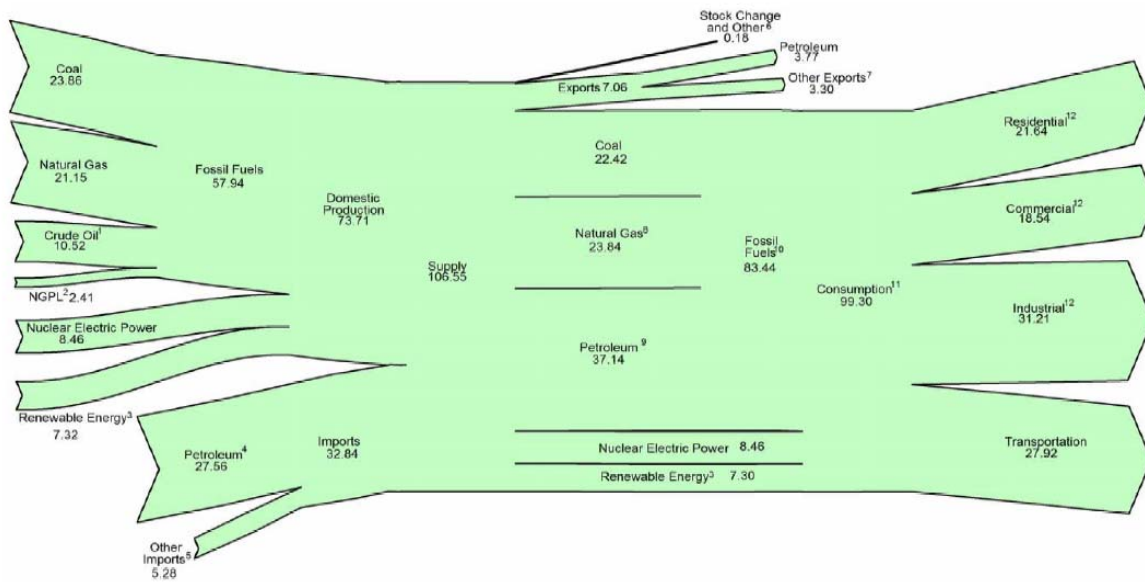 Stock Change
and Other⁶
0.18
Petroleum
3.77
Exports 7.06
Other Exports⁷
3.30
Coal
23.86
Natural Gas
21.15
Crude Oil¹
10.52
NGPL² 2.41
Nuclear Electric Power
8.46
Renewable Energy³
7.32
Fossil Fuels
57.94
Domestic
Production
73.71
Petroleum⁴
27.56
Imports
32.84
Other
Imports⁵
5.28
Supply
106.55
Coal
22.42
Natural Gas⁸
23.84
Petroleum⁹
37.14
Nuclear Electric Power 8.46
Renewable Energy³ 7.30
Fossil
Fuels¹⁰
83.44
Consumption¹¹
99.30
Residential¹²
21.64
Commercial¹²
18.54
Industrial¹²
31.21
Transportation
27.92